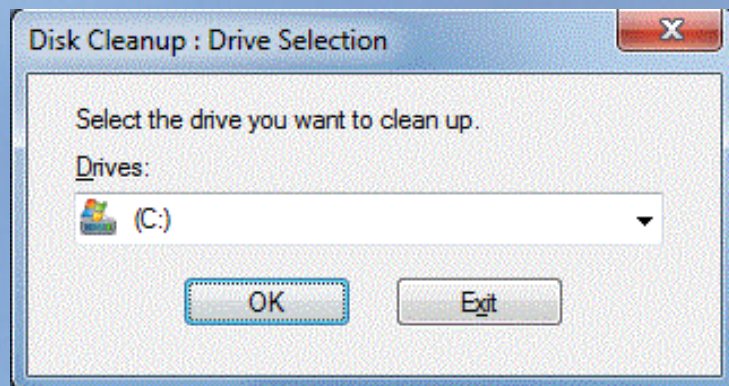 Disk Cleanup : Drive Selection
Select the drive you want to clean up.
Drives:
(C:)
OK
Exit